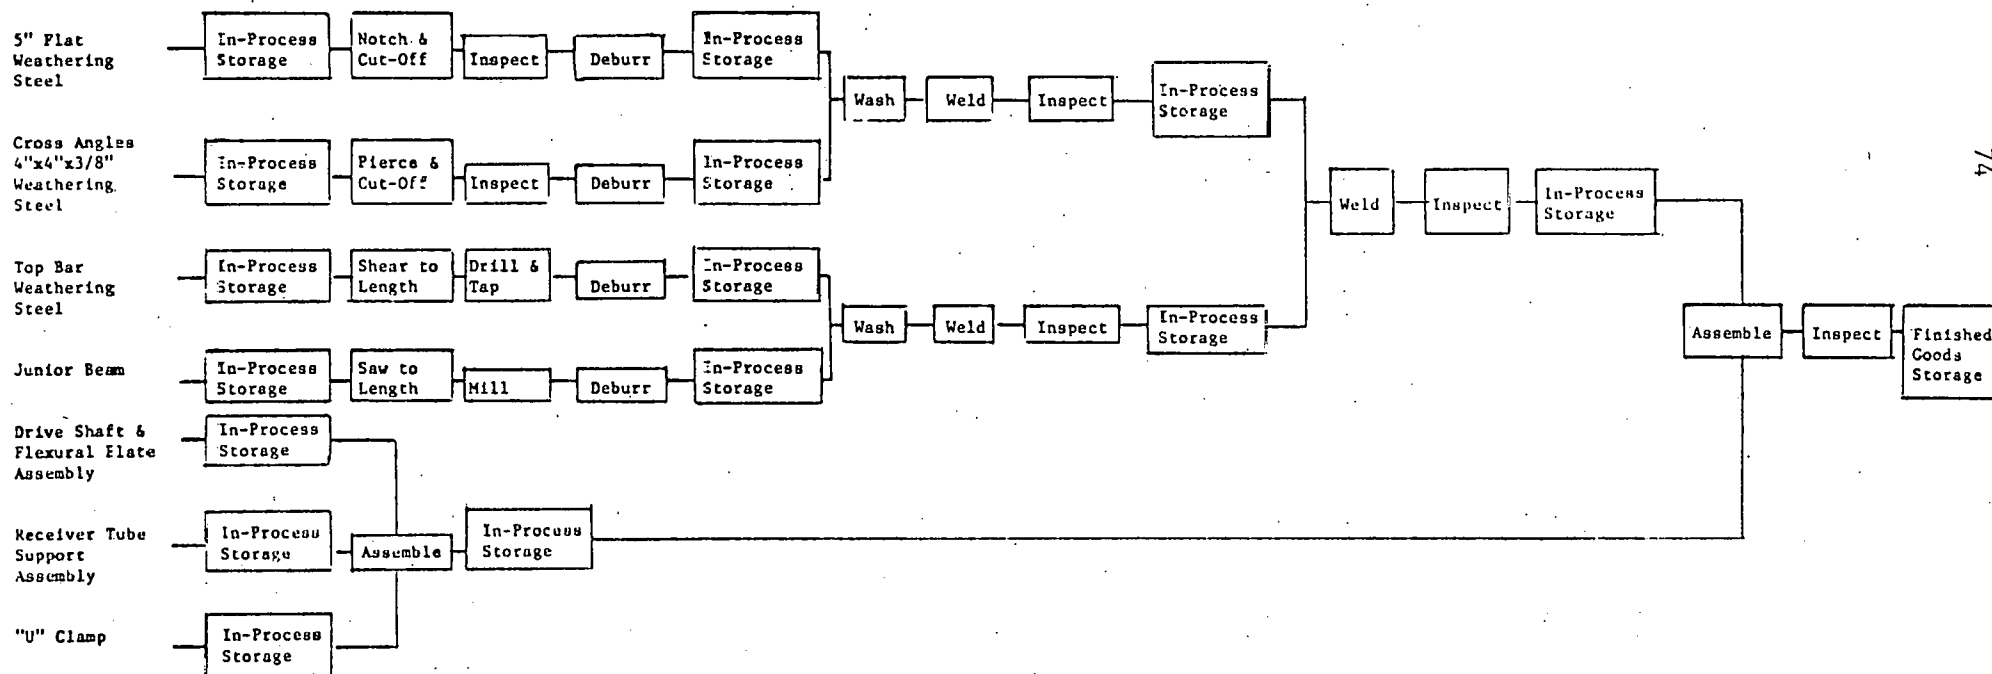 5" Flat
Weathering
Steel
In-Process
Storage
Notch &
Cut-Off
Inspect
Deburr
In-Process
Storage
Cross Angles
4"x4"x3/8"
Weathering
Steel
In-Process
Storage
Pierce &
Cut-Off
Inspect
Deburr
In-Process
Storage
Wash
Weld
Inspect
In-Process
Storage
Top Bar
Weathering
Steel
In-Process
Storage
Shear to
Length
Drill &
Tap
Deburr
In-Process
Storage
Junior Beam
In-Process
Storage
Saw to
Length
Mill
Deburr
In-Process
Storage
Wash
Weld
Inspect
In-Process
Storage
Weld
Inspect
In-Process
Storage
Drive Shaft &
Flexural Elate
Assembly
In-Process
Storage
Receiver Tube
Support
Assembly
In-Process
Storage
Assemble
In-Process
Storage
"U" Clamp
In-Process
Storage
Assemble
Inspect
Finished
Goods
Storage
74